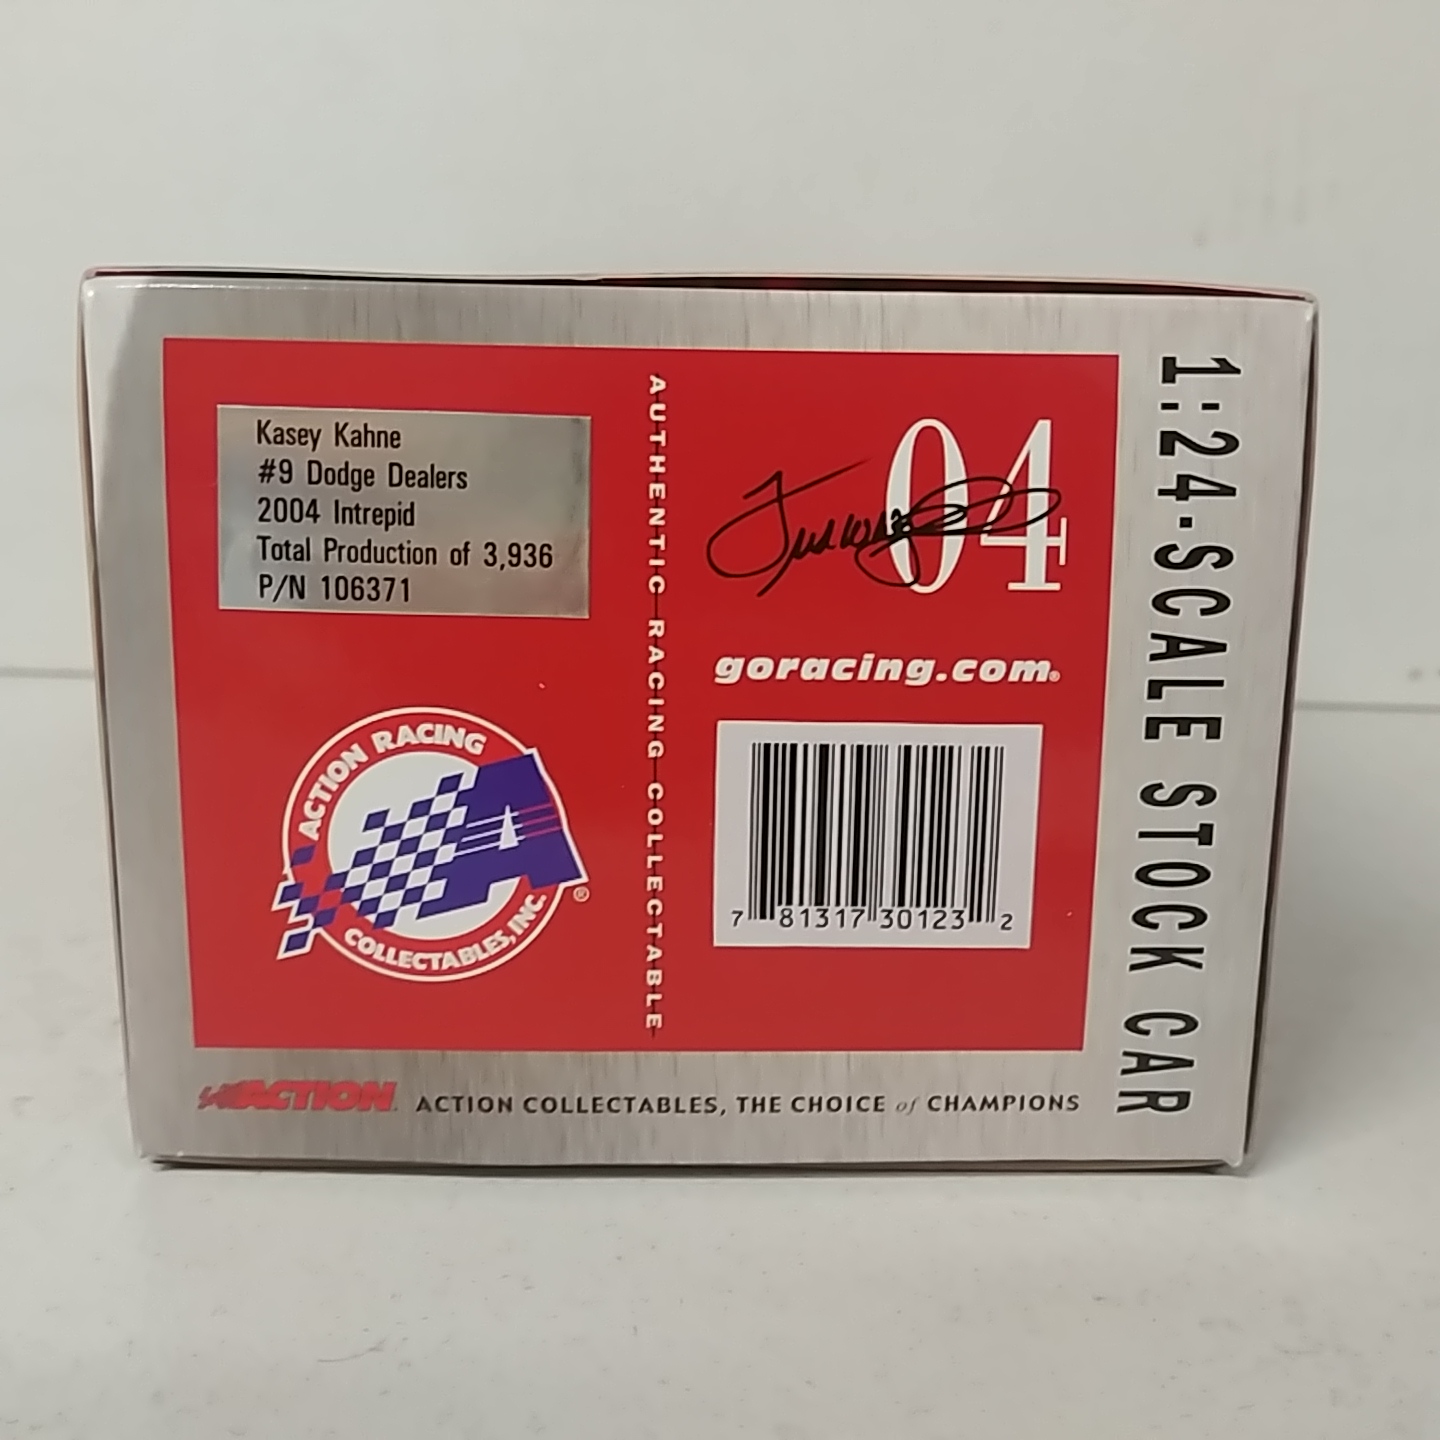 Kasey Kahne
#9 Dodge Dealers
2004 Intrepid
Total Production of 3,936
P/N 106371
AUTHENTIC RACING COLLECTABLE
04
goracing.com®
7 81317 30123 2
ACTION RACING
COLLECTABLES, INC.
®
A
ACTION
ACTION COLLECTABLES, THE CHOICE of CHAMPIONS
1:24-SCALE STOCK CAR